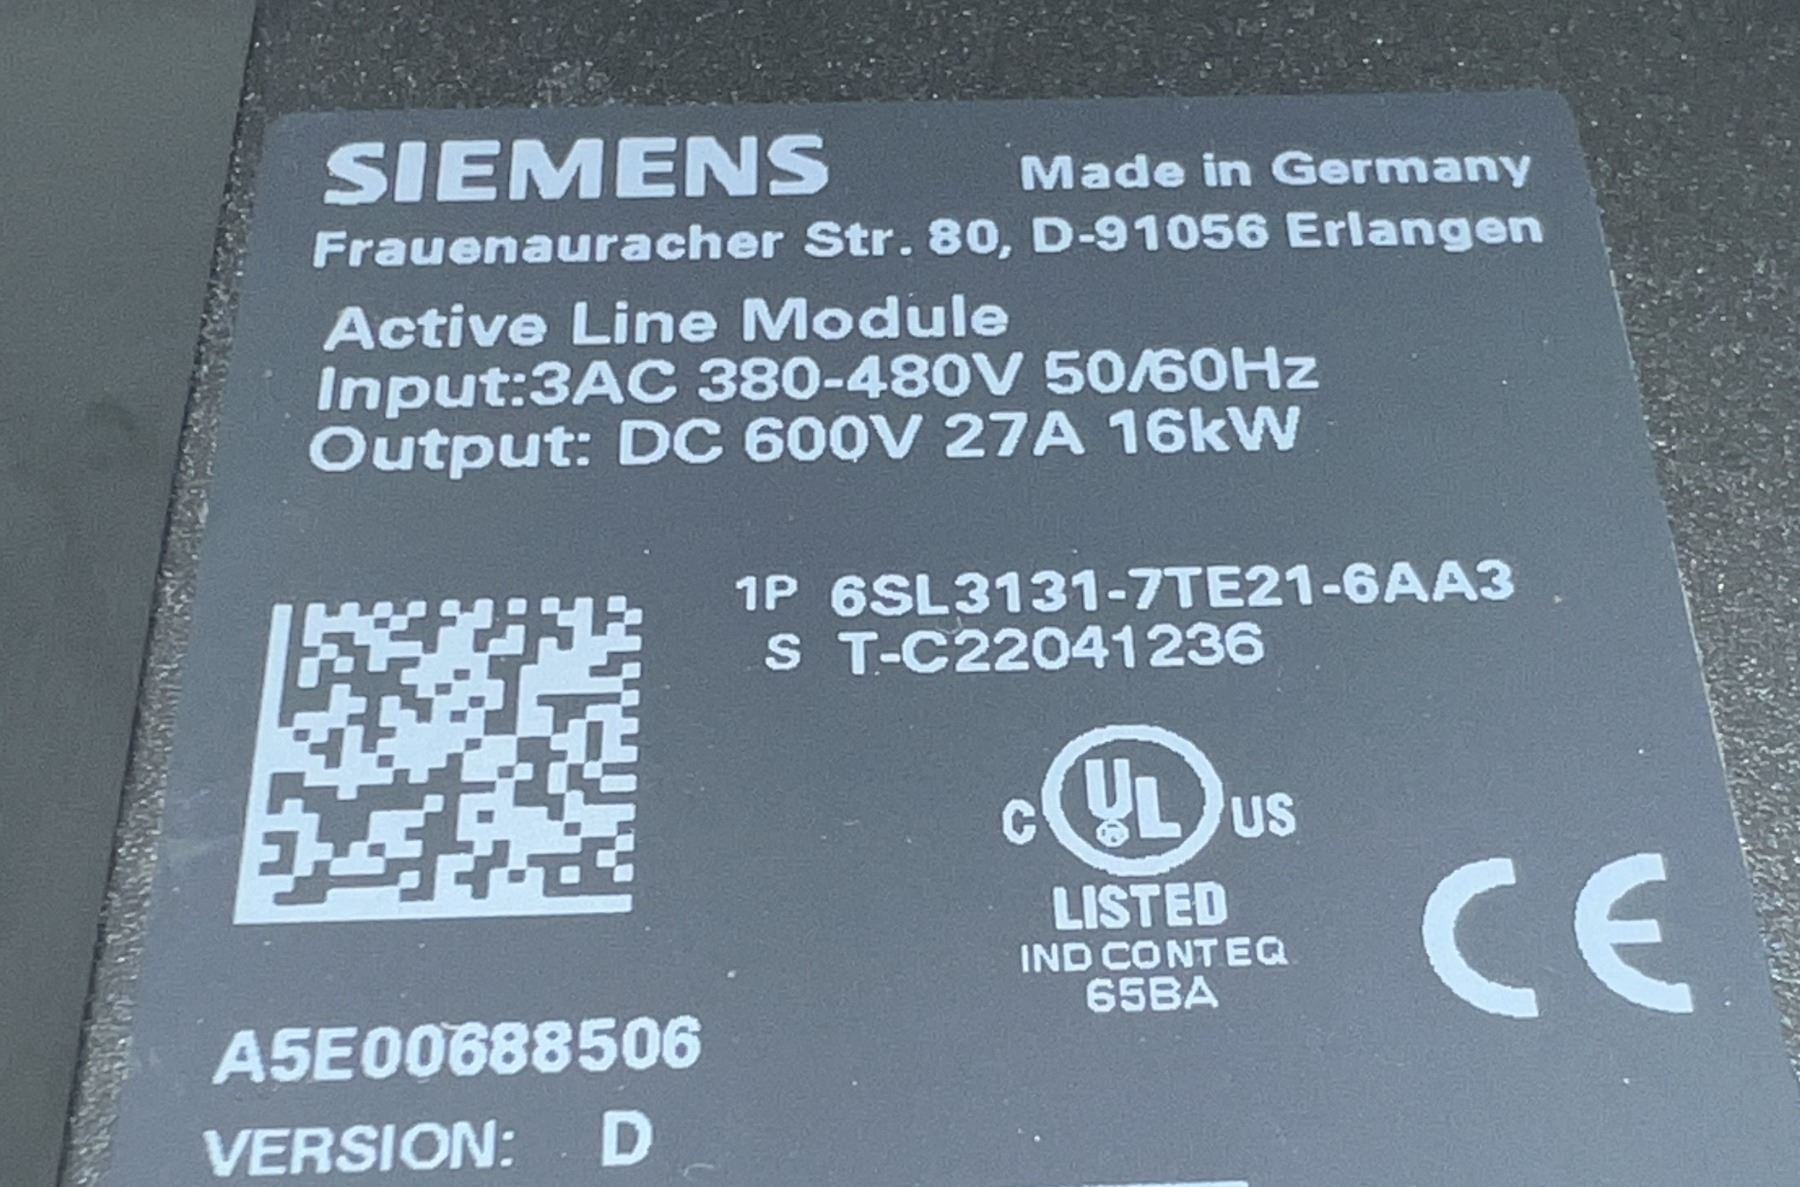 SIEMENS Made in Germany
Frauenauracher Str. 80, D-91056 Erlangen
Active Line Module
Input:3AC 380-480V 50/60Hz
Output: DC 600V 27A 16kW
1P 6SL3131-7TE21-6AA3
S T-C22041236
C UL US
®
LISTED
IND CONT EQ
65BA
CE
A5E00688506
VERSION: D